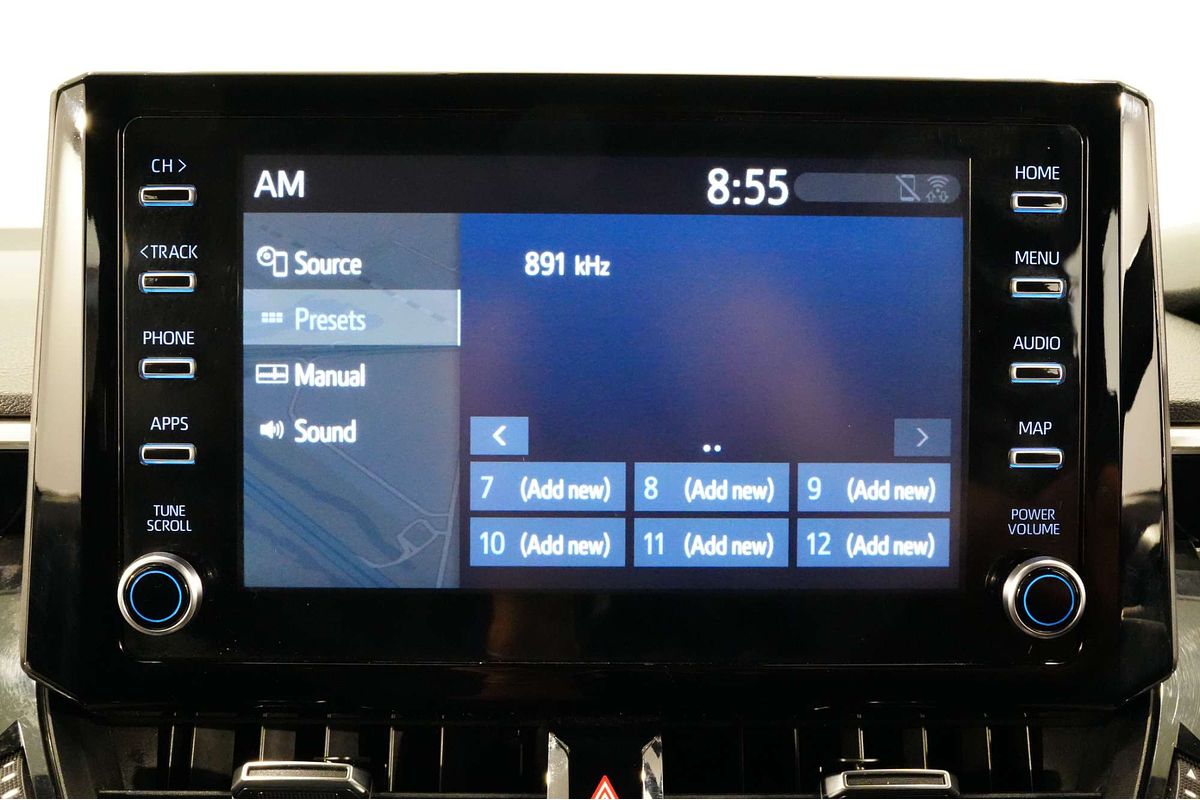 CH >
<TRACK
PHONE
APPS
TUNE
SCROLL
AM
8:55
Source
Presets
Manual
Sound
891 kHz
7 (Add new)
8 (Add new)
9 (Add new)
10 (Add new)
11 (Add new)
12 (Add new)
HOME
MENU
AUDIO
MAP
POWER
VOLUME